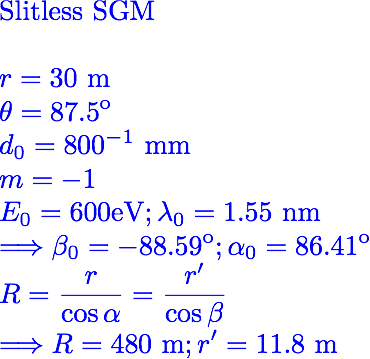 Slitless SGM
r = 30 m
θ = 87.5°
d₀ = 800⁻¹ mm
m = −1
E₀ = 600eV; λ₀ = 1.55 nm
⟹ β₀ = −88.59°; α₀ = 86.41°
R = r / cos α = r′ / cos β
⟹ R = 480 m; r′ = 11.8 m